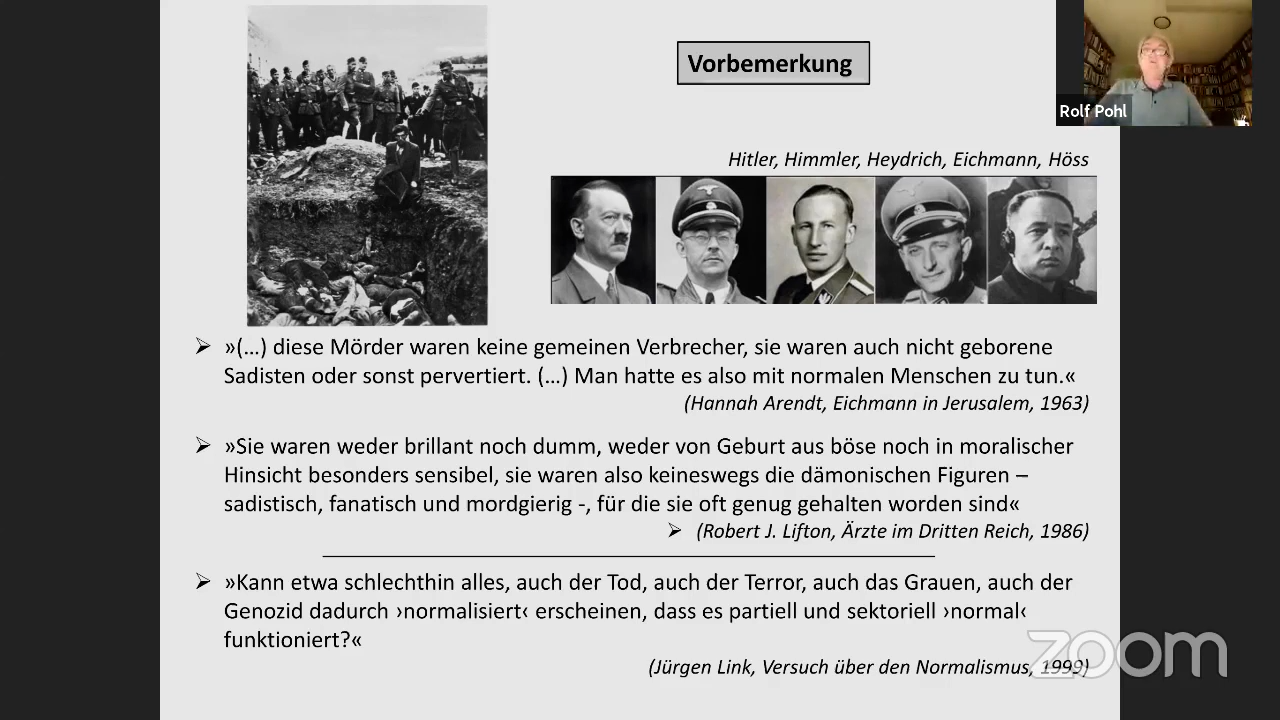 Vorbemerkung
Rolf Pohl
Hitler, Himmler, Heydrich, Eichmann, Höss
»(...) diese Mörder waren keine gemeinen Verbrecher, sie waren auch nicht geborene
Sadisten oder sonst pervertiert. (...) Man hatte es also mit normalen Menschen zu tun.«
(Hannah Arendt, Eichmann in Jerusalem, 1963)
»Sie waren weder brillant noch dumm, weder von Geburt aus böse noch in moralischer
Hinsicht besonders sensibel, sie waren also keineswegs die dämonischen Figuren –
sadistisch, fanatisch und mordgierig -, für die sie oft genug gehalten worden sind«
(Robert J. Lifton, Ärzte im Dritten Reich, 1986)
»Kann etwa schlechthin alles, auch der Tod, auch der Terror, auch das Grauen, auch der
Genozid dadurch ›normalisiert‹ erscheinen, dass es partiell und sektoriell ›normal‹
funktioniert?«
(Jürgen Link, Versuch über den Normalismus, 1999)
zoom